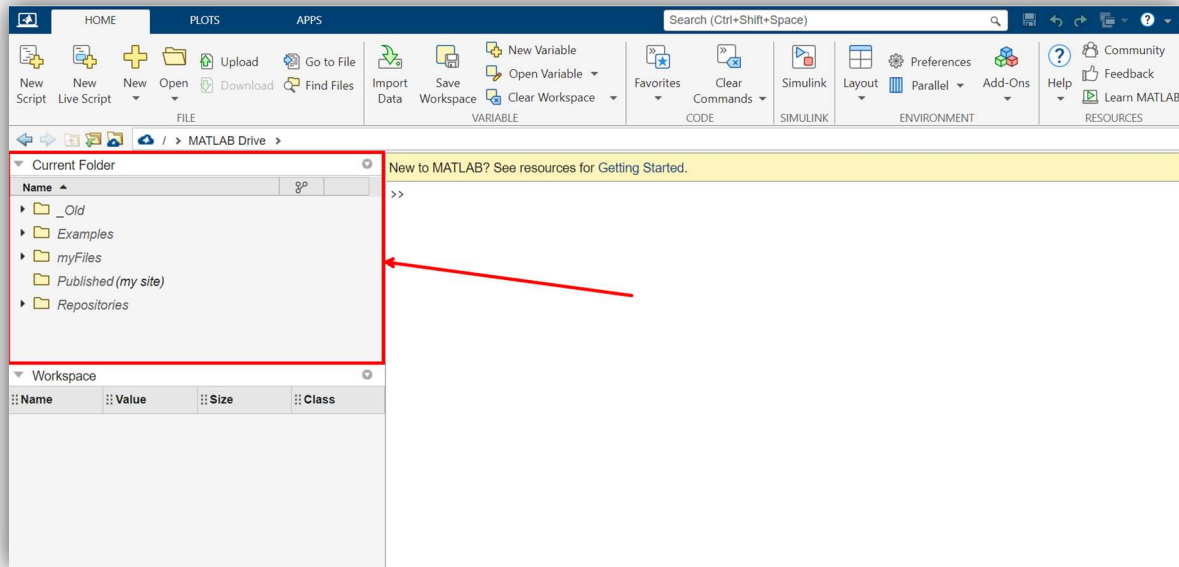 HOME PLOTS APPS Search (Ctrl+Shift+Space)
New Script
New Live Script
New
Open
Upload
Download
Go to File
Find Files
FILE
Import Data
Save Workspace
New Variable
Open Variable
Clear Workspace
VARIABLE
Favorites
Clear Commands
CODE
Simulink
SIMULINK
Layout
Preferences
Parallel
Add-Ons
ENVIRONMENT
Help
Community
Feedback
Learn MATLAB
RESOURCES
/ > MATLAB Drive >
Current Folder
Name
_Old
Examples
myFiles
Published (my site)
Repositories
Workspace
Name Value Size Class
New to MATLAB? See resources for Getting Started.
>>